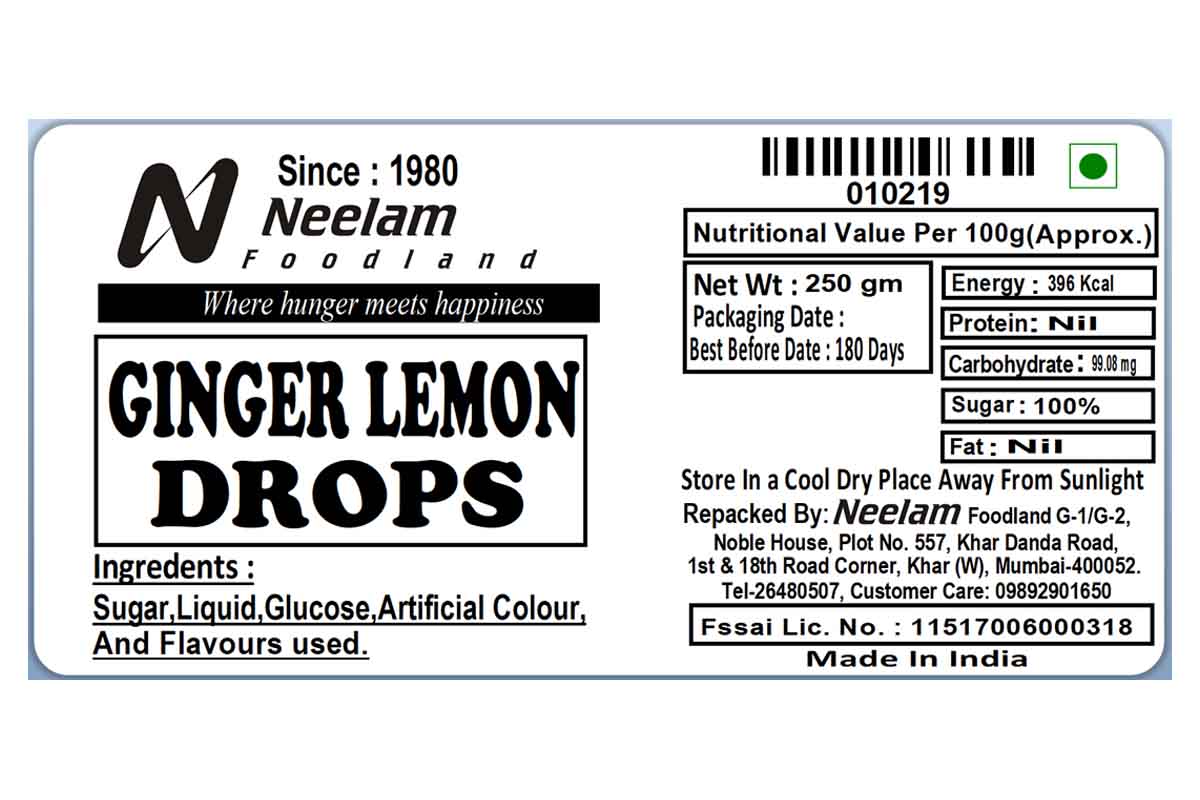 Since : 1980
Neelam
Foodland
Where hunger meets happiness
GINGER LEMON
DROPS
Ingredents :
Sugar,Liquid,Glucose,Artificial Colour,
And Flavours used.
010219
Nutritional Value Per 100g(Approx.)
Net Wt : 250 gm
Packaging Date :
Best Before Date : 180 Days
Energy : 396 Kcal
Protein: Nil
Carbohydrate: 99.08 mg
Sugar : 100%
Fat : Nil
Store In a Cool Dry Place Away From Sunlight
Repacked By: Neelam Foodland G-1/G-2,
Noble House, Plot No. 557, Khar Danda Road,
1st & 18th Road Corner, Khar (W), Mumbai-400052.
Tel-26480507, Customer Care: 09892901650
Fssai Lic. No. : 11517006000318
Made In India